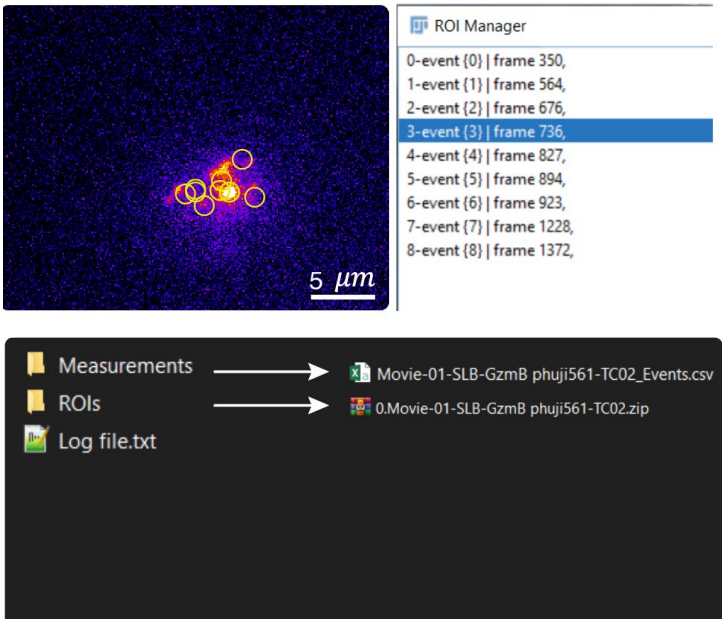 5 μm
ROI Manager
0-event {0} | frame 350,
1-event {1} | frame 564,
2-event {2} | frame 676,
3-event {3} | frame 736,
4-event {4} | frame 827,
5-event {5} | frame 894,
6-event {6} | frame 923,
7-event {7} | frame 1228,
8-event {8} | frame 1372,
Measurements
Movie-01-SLB-GzmB phuji561-TC02_Events.csv
ROIs
0.Movie-01-SLB-GzmB phuji561-TC02.zip
Log file.txt